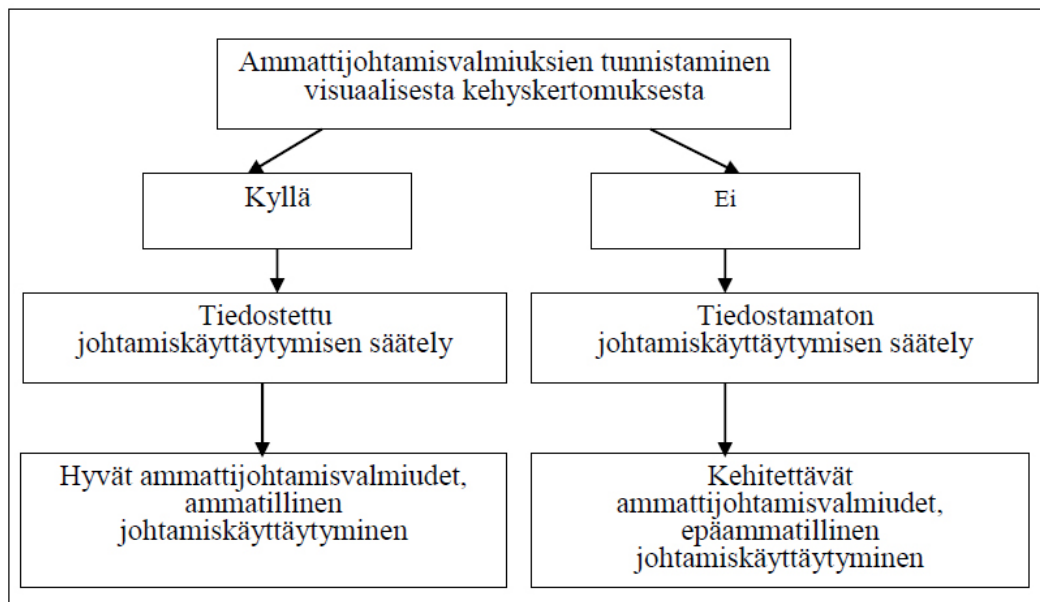 Ammattijohtamisvalmiuksien tunnistaminen
visuaalisesta kehyskertomuksesta
Kyllä
Ei
Tiedostettu
johtamiskäyttäytymisen säätely
Tiedostamaton
johtamiskäyttäytymisen säätely
Hyvät ammattijohtamisvalmiudet,
ammatillinen
johtamiskäyttäytyminen
Kehitettävät
ammattijohtamisvalmiudet,
epäammatillinen
johtamiskäyttäytyminen